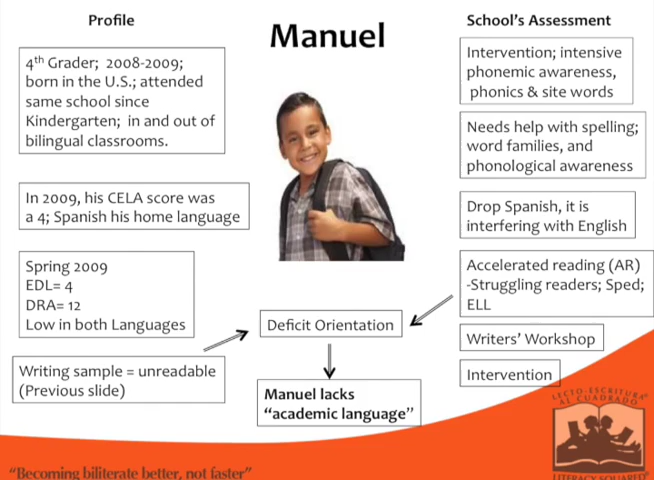 Profile
Manuel
School's Assessment
4th Grader; 2008-2009;
born in the U.S.; attended
same school since
Kindergarten; in and out of
bilingual classrooms.
In 2009, his CELA score was
a 4; Spanish his home language
Spring 2009
EDL= 4
DRA= 12
Low in both Languages
Writing sample = unreadable
(Previous slide)
Deficit Orientation
Manuel lacks
“academic language”
Intervention; intensive
phonemic awareness,
phonics & site words
Needs help with spelling;
word families, and
phonological awareness
Drop Spanish, it is
interfering with English
Accelerated reading (AR)
-Struggling readers; Sped;
ELL
Writers' Workshop
Intervention
LECTO-ESCRITURA
AL CUADRADO
LITERACY SQUARED®
“Becoming biliterate better, not faster”